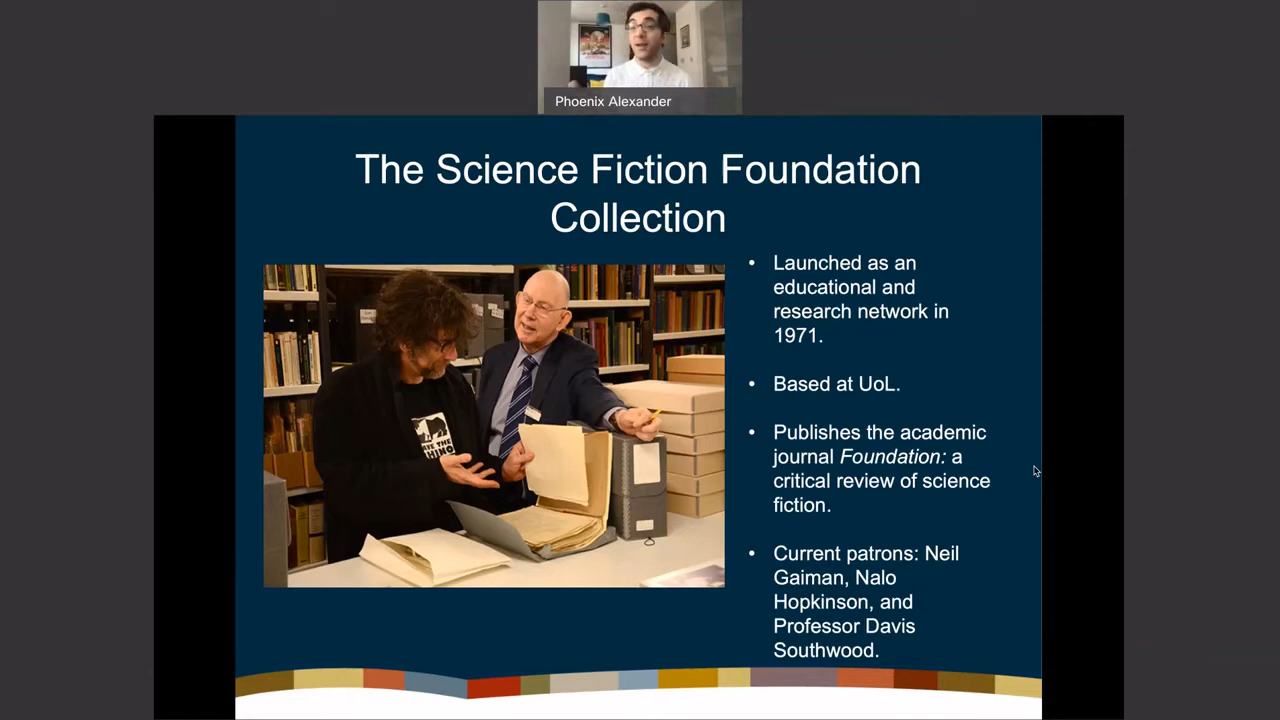 Phoenix Alexander
The Science Fiction Foundation
Collection
• Launched as an
educational and
research network in
1971.
• Based at UoL.
• Publishes the academic
journal Foundation: a
critical review of science
fiction.
• Current patrons: Neil
Gaiman, Nalo
Hopkinson, and
Professor Davis
Southwood.